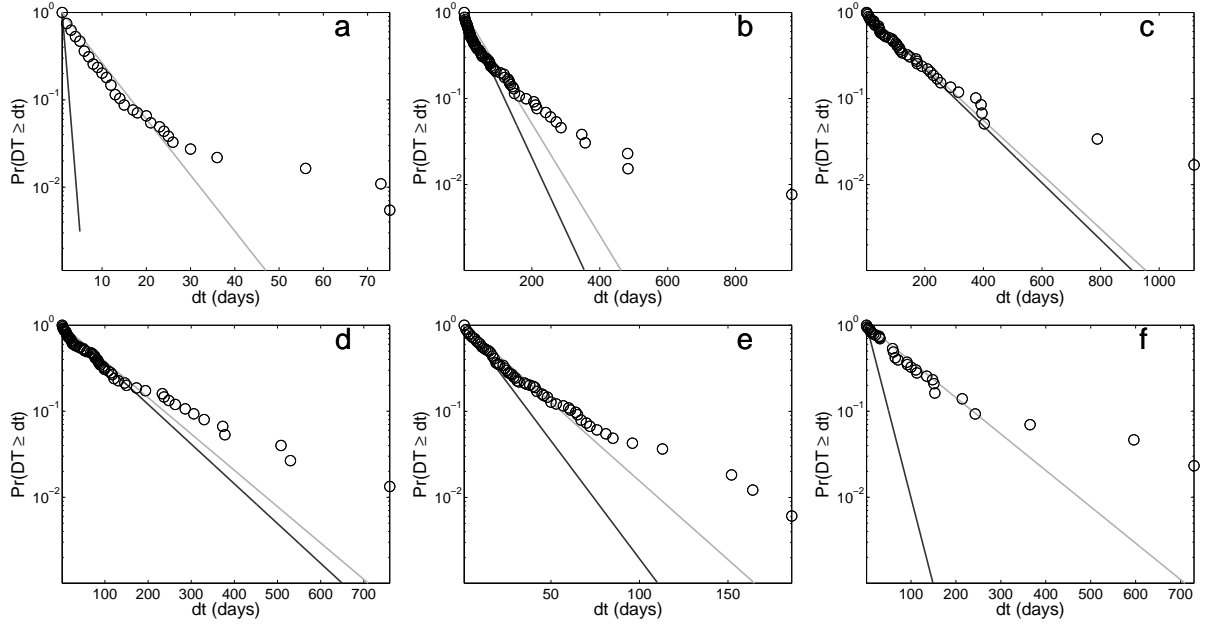 a
10^0
10^-1
10^-2
Pr(DT ≥ dt)
10 20 30 40 50 60 70
dt (days)
b
10^0
10^-1
10^-2
Pr(DT ≥ dt)
200 400 600 800
dt (days)
c
10^0
10^-1
10^-2
Pr(DT ≥ dt)
200 400 600 800 1000
dt (days)
d
10^0
10^-1
10^-2
Pr(DT ≥ dt)
100 200 300 400 500 600 700
dt (days)
e
10^0
10^-1
10^-2
Pr(DT ≥ dt)
50 100 150
dt (days)
f
10^0
10^-1
10^-2
Pr(DT ≥ dt)
100 200 300 400 500 600 700
dt (days)